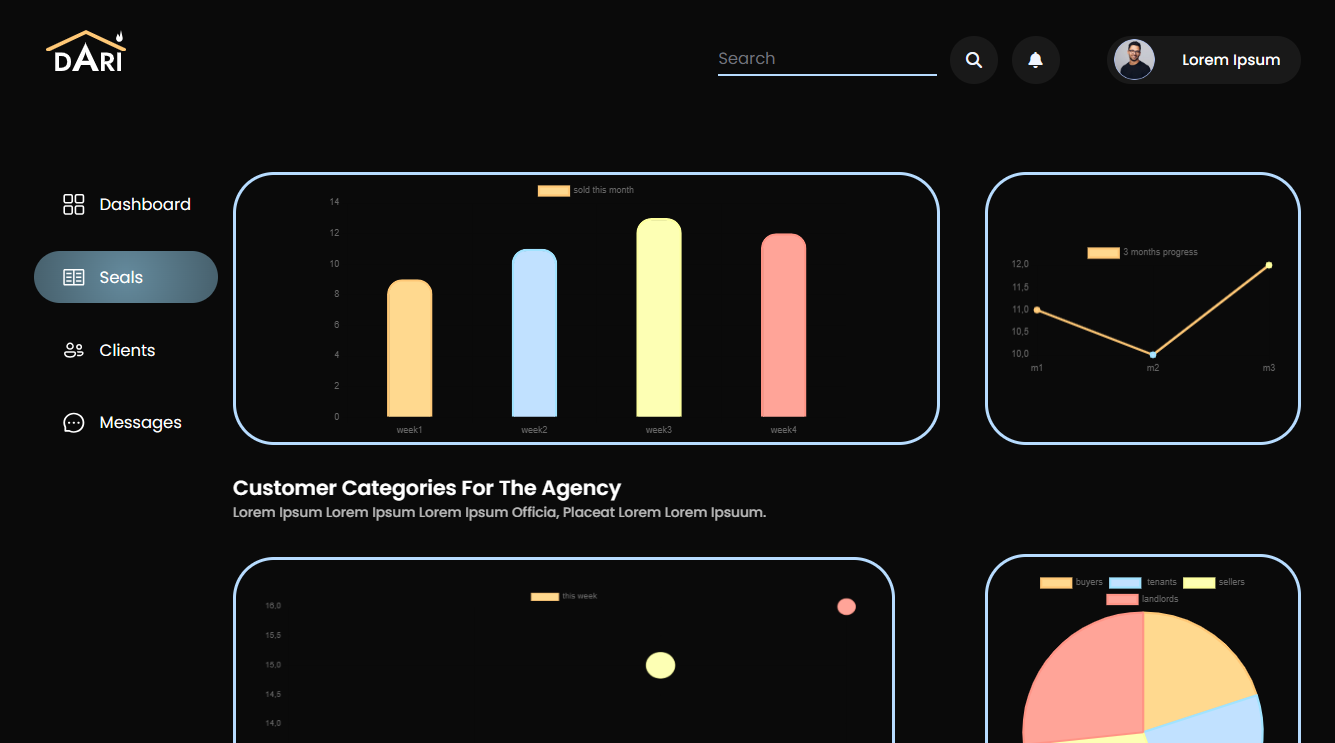 DARI
Search
Lorem Ipsum
Dashboard
Seals
Clients
Messages
sold this month
14
12
10
8
6
4
2
0
week1 week2 week3 week4
3 months progress
12,0
11,5
11,0
10,5
10,0
m1 m2 m3
Customer Categories For The Agency
Lorem Ipsum Lorem Ipsum Lorem Ipsum Officia, Placeat Lorem Lorem Ipsuum.
this week
16,0
15,5
15,0
14,5
14,0
buyers tenants sellers
landlords